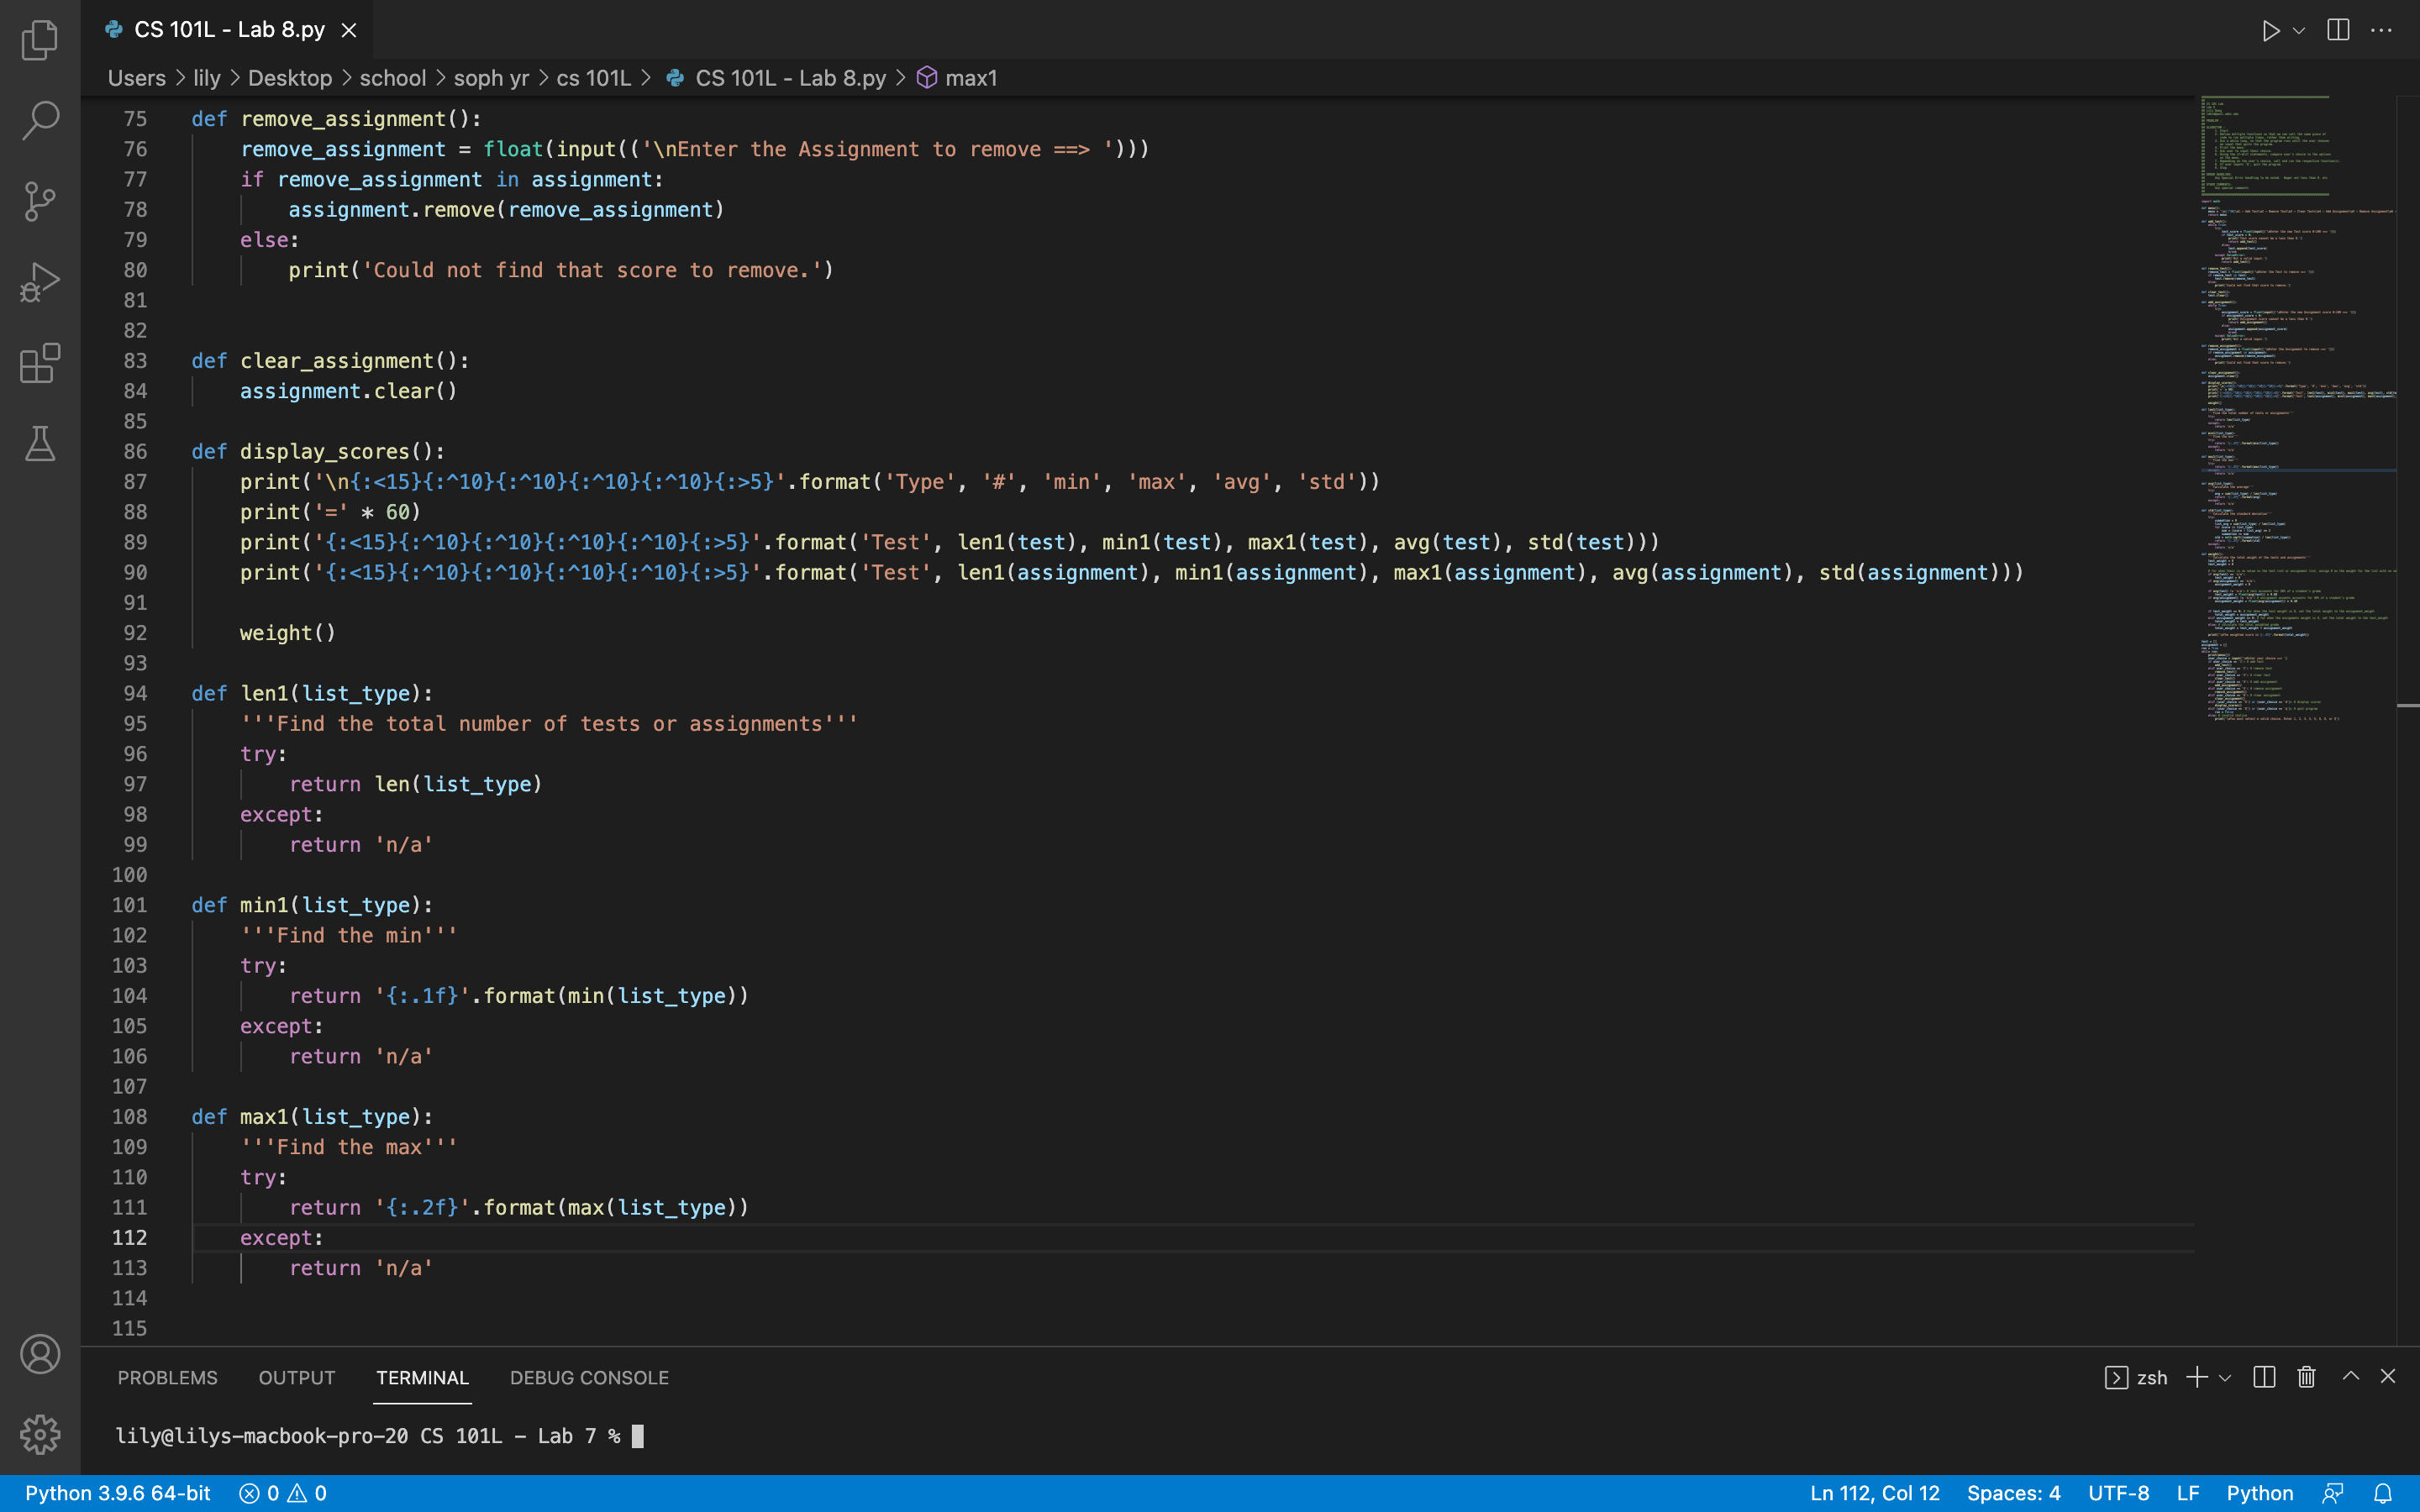 CS 101L - Lab 8.py
Users > lily > Desktop > school > soph yr > cs 101L > CS 101L - Lab 8.py > max1
75 def remove_assignment():
76     remove_assignment = float(input(('\nEnter the Assignment to remove ==> ')))
77     if remove_assignment in assignment:
78         assignment.remove(remove_assignment)
79     else:
80         print('Could not find that score to remove.')
81
82
83 def clear_assignment():
84     assignment.clear()
85
86 def display_scores():
87     print('\n{:<15}{:^10}{:^10}{:^10}{:^10}{:>5}'.format('Type', '#', 'min', 'max', 'avg', 'std'))
88     print('=' * 60)
89     print('{:<15}{:^10}{:^10}{:^10}{:^10}{:>5}'.format('Test', len1(test), min1(test), max1(test), avg(test), std(test)))
90     print('{:<15}{:^10}{:^10}{:^10}{:^10}{:>5}'.format('Test', len1(assignment), min1(assignment), max1(assignment), avg(assignment), std(assignment)))
91
92     weight()
93
94 def len1(list_type):
95     '''Find the total number of tests or assignments'''
96     try:
97         return len(list_type)
98     except:
99         return 'n/a'
100
101 def min1(list_type):
102     '''Find the min'''
103     try:
104         return '{:.1f}'.format(min(list_type))
105     except:
106         return 'n/a'
107
108 def max1(list_type):
109     '''Find the max'''
110     try:
111         return '{:.2f}'.format(max(list_type))
112     except:
113         return 'n/a'
114
115
PROBLEMS OUTPUT TERMINAL DEBUG CONSOLE zsh
lily@lilys-macbook-pro-20 CS 101L - Lab 7 %
Python 3.9.6 64-bit 0 0 Ln 112, Col 12 Spaces: 4 UTF-8 LF Python